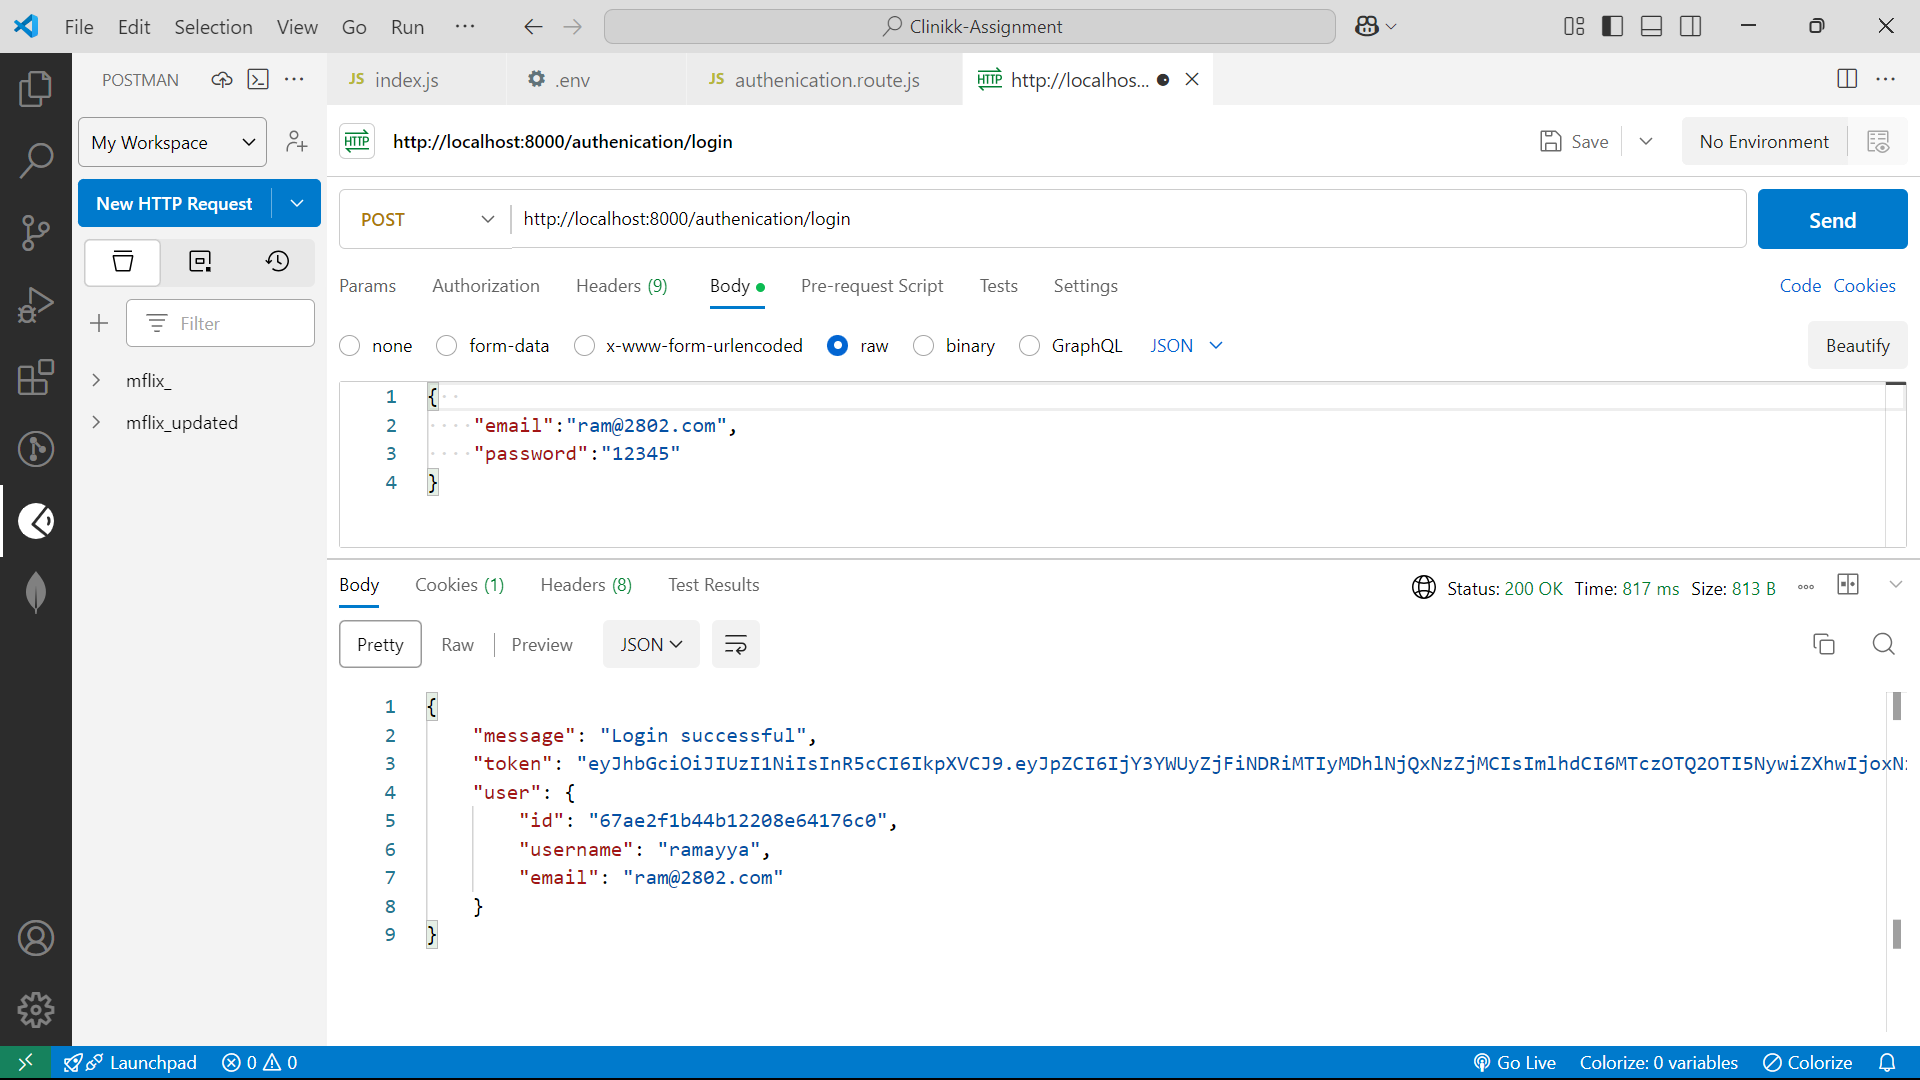 File Edit Selection View Go Run ···
Clinikk-Assignment
POSTMAN
JS index.js
.env
JS authenication.route.js
HTTP http://localhos...
My Workspace
HTTP http://localhost:8000/authenication/login
Save
No Environment
New HTTP Request
POST http://localhost:8000/authenication/login
Send
Params Authorization Headers (9) Body Pre-request Script Tests Settings
Code Cookies
Filter
none form-data x-www-form-urlencoded raw binary GraphQL JSON
Beautify
mflix_
mflix_updated
1 {
2 "email":"ram@2802.com",
3 "password":"12345"
4 }
Body Cookies (1) Headers (8) Test Results
Status: 200 OK Time: 817 ms Size: 813 B
Pretty Raw Preview JSON
1 {
2 "message": "Login successful",
3 "token": "eyJhbGciOiJIUzI1NiIsInR5cCI6IkpXVCJ9.eyJpZCI6IjY3YWUyZjFiNDRiMTIyMDhlNjQxNzZjMCIsImlhdCI6MTczOTQ2OTI5NywiZXhwIjoxN
4 "user": {
5 "id": "67ae2f1b44b12208e64176c0",
6 "username": "ramayya",
7 "email": "ram@2802.com"
8 }
9 }
Launchpad 0 0
Go Live Colorize: 0 variables Colorize